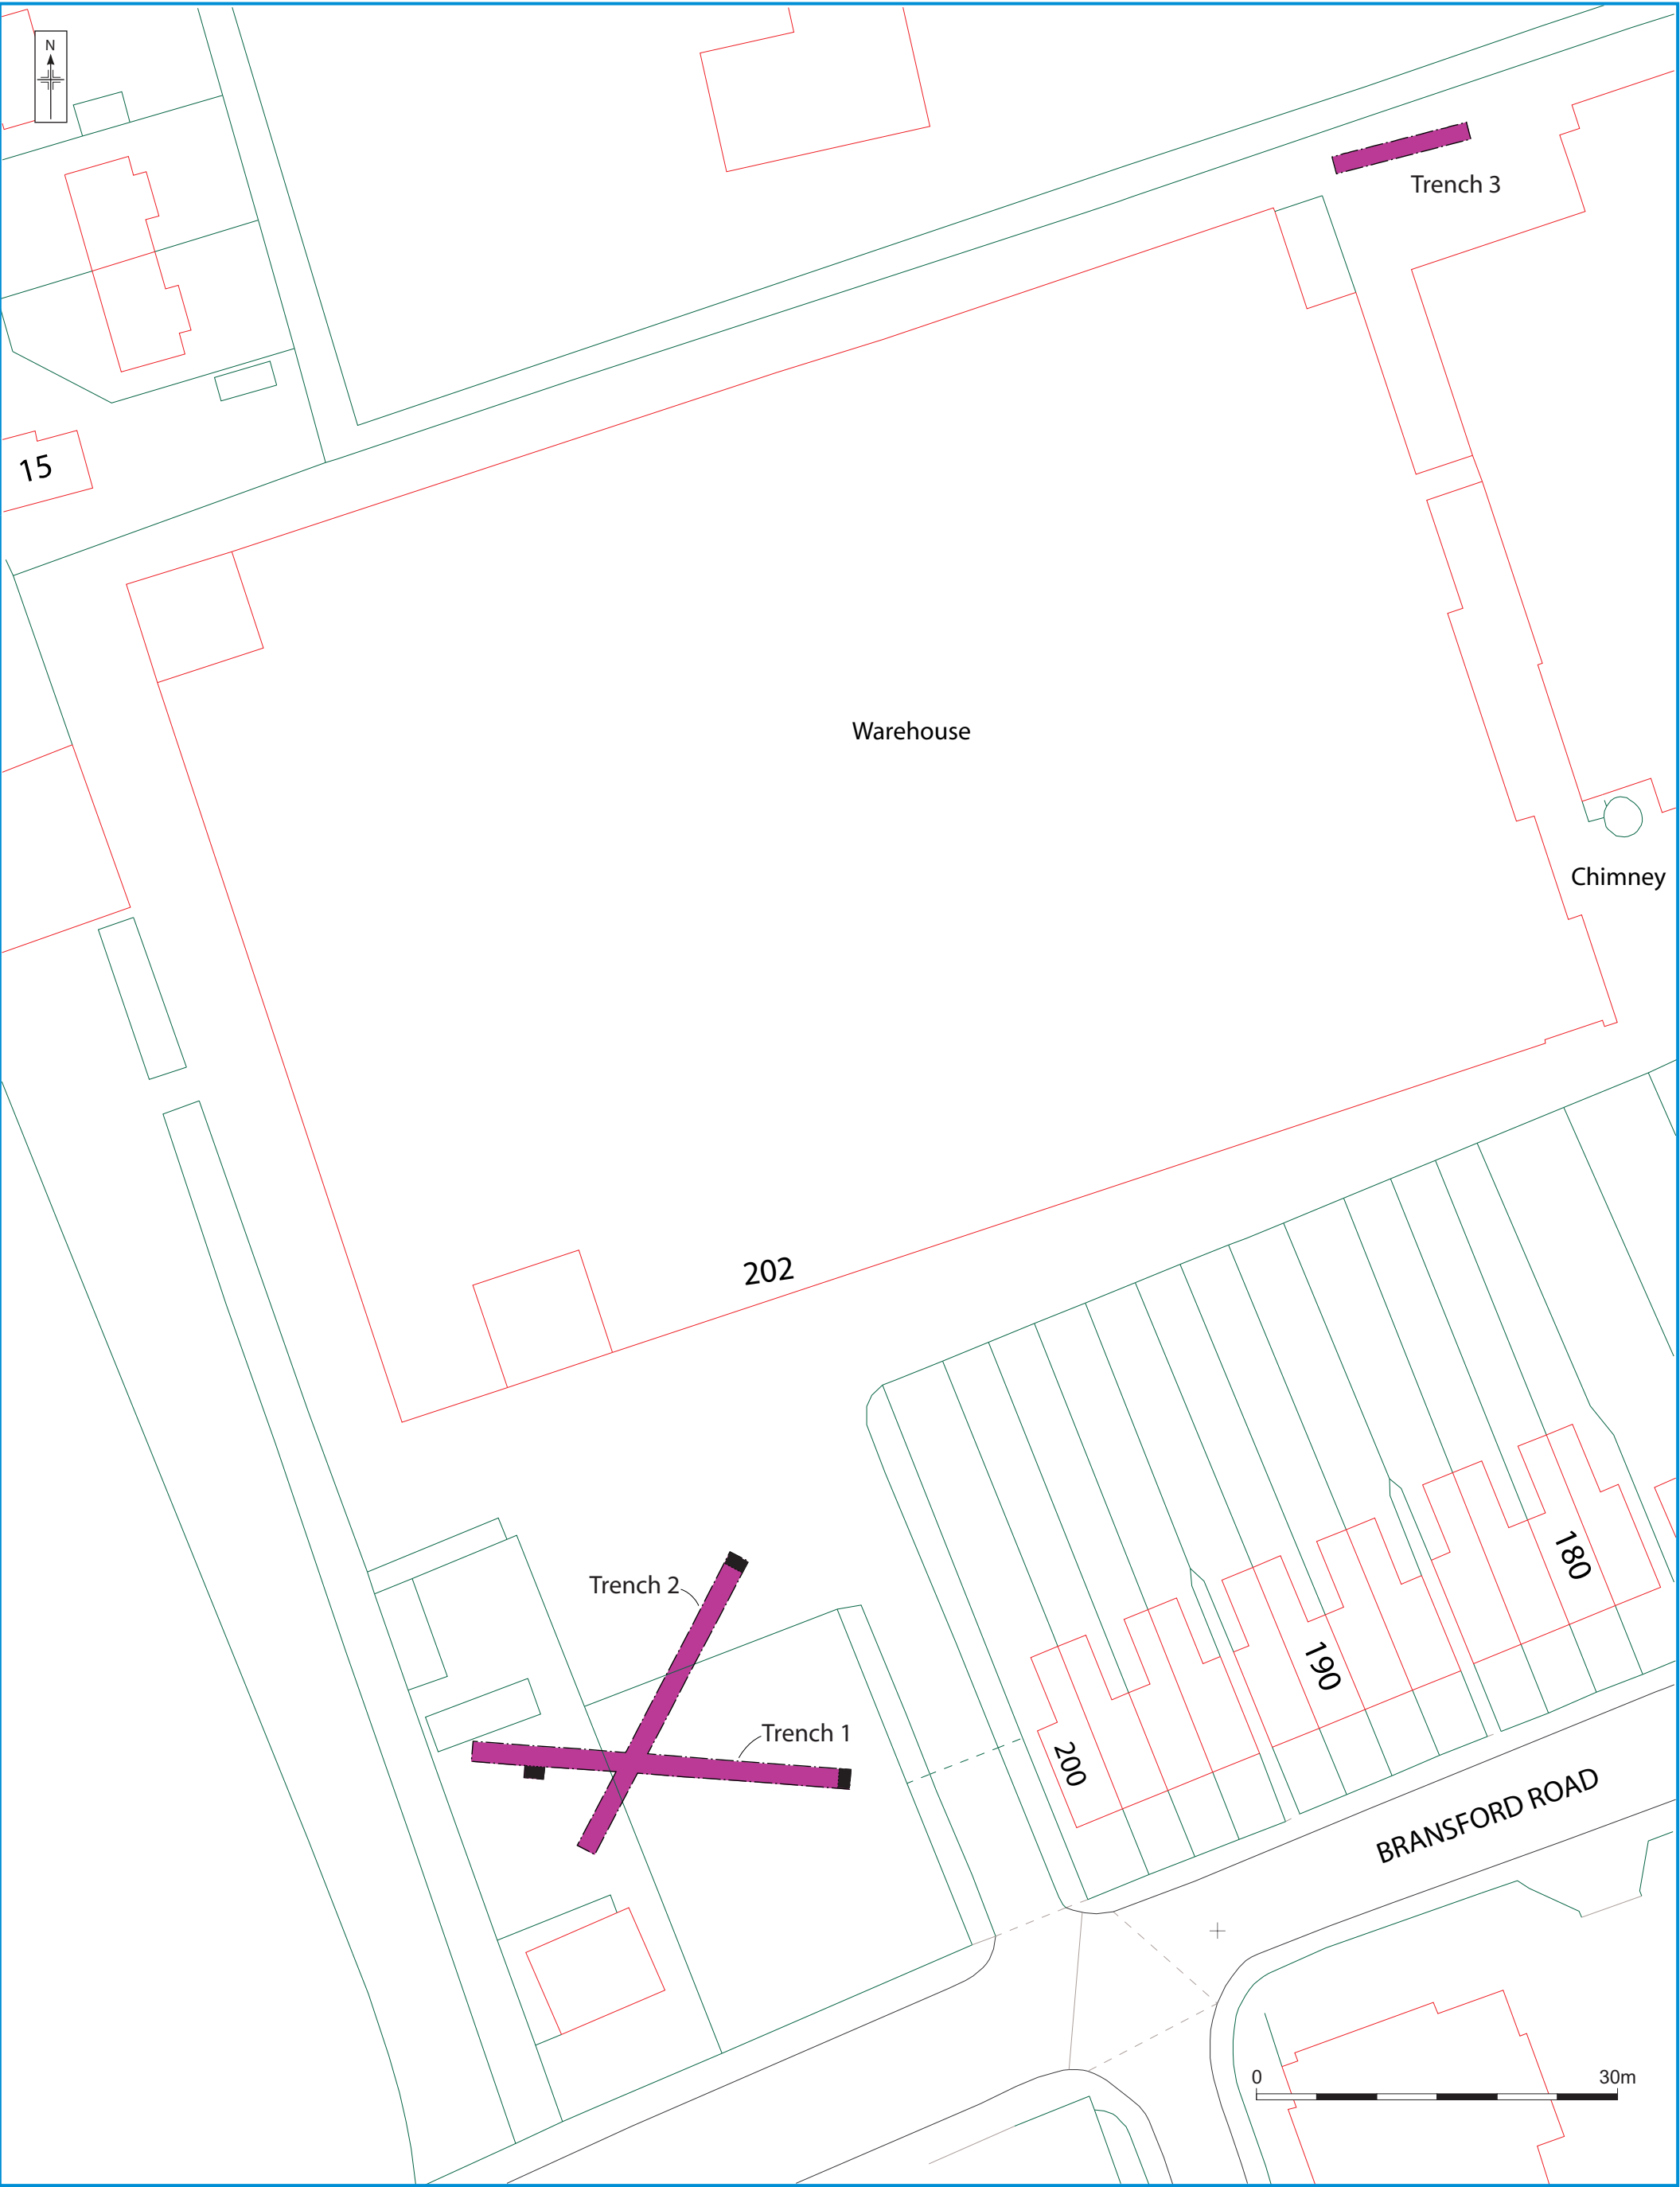 N
Trench 3
15
Warehouse
Chimney
202
Trench 2
180
190
Trench 1
200
BRANSFORD ROAD
0 30m